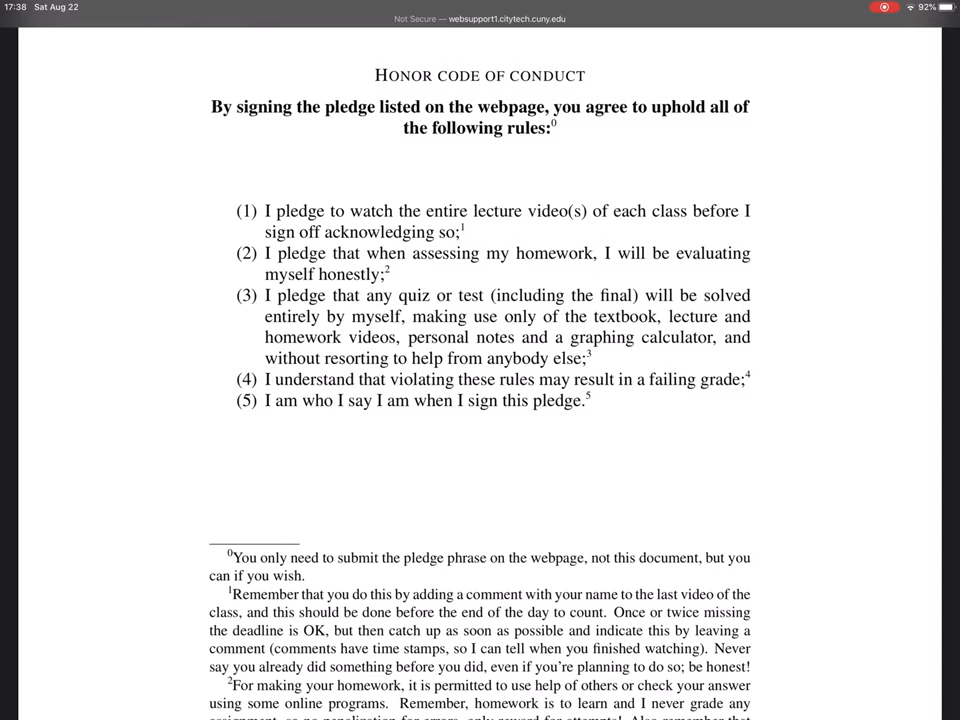 17:38 Sat Aug 22
92%
Not Secure — websupport1.citytech.cuny.edu
HONOR CODE OF CONDUCT
By signing the pledge listed on the webpage, you agree to uphold all of
the following rules:0
(1) I pledge to watch the entire lecture video(s) of each class before I
sign off acknowledging so;1
(2) I pledge that when assessing my homework, I will be evaluating
myself honestly;2
(3) I pledge that any quiz or test (including the final) will be solved
entirely by myself, making use only of the textbook, lecture and
homework videos, personal notes and a graphing calculator, and
without resorting to help from anybody else;3
(4) I understand that violating these rules may result in a failing grade;4
(5) I am who I say I am when I sign this pledge.5
0You only need to submit the pledge phrase on the webpage, not this document, but you
can if you wish.
1Remember that you do this by adding a comment with your name to the last video of the
class, and this should be done before the end of the day to count. Once or twice missing
the deadline is OK, but then catch up as soon as possible and indicate this by leaving a
comment (comments have time stamps, so I can tell when you finished watching). Never
say you already did something before you did, even if you're planning to do so; be honest!
2For making your homework, it is permitted to use help of others or check your answer
using some online programs. Remember, homework is to learn and I never grade any